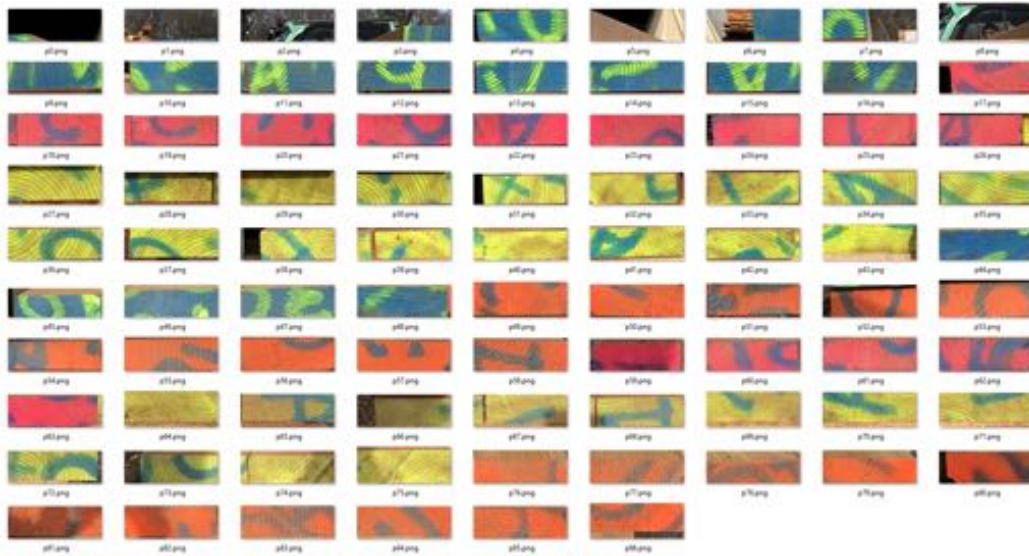 p0.png p1.png p2.png p3.png p4.png p5.png p6.png p7.png p8.png
p9.png p10.png p11.png p12.png p13.png p14.png p15.png p16.png p17.png
p18.png p19.png p20.png p21.png p22.png p23.png p24.png p25.png p26.png
p27.png p28.png p29.png p30.png p31.png p32.png p33.png p34.png p35.png
p36.png p37.png p38.png p39.png p40.png p41.png p42.png p43.png p44.png
p45.png p46.png p47.png p48.png p49.png p50.png p51.png p52.png p53.png
p54.png p55.png p56.png p57.png p58.png p59.png p60.png p61.png p62.png
p63.png p64.png p65.png p66.png p67.png p68.png p69.png p70.png p71.png
p72.png p73.png p74.png p75.png p76.png p77.png p78.png p79.png p80.png
p81.png p82.png p83.png p84.png p85.png p86.png